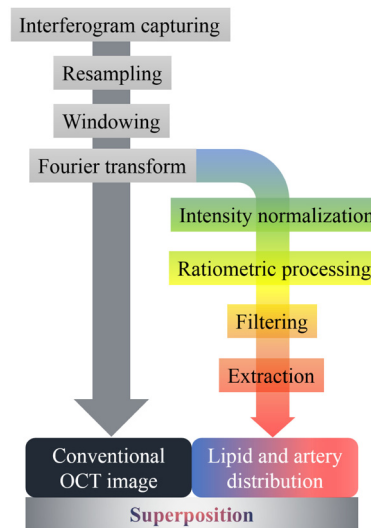 Interferogram capturing
Resampling
Windowing
Fourier transform
Intensity normalization
Ratiometric processing
Filtering
Extraction
Conventional
OCT image
Lipid and artery
distribution
Superposition